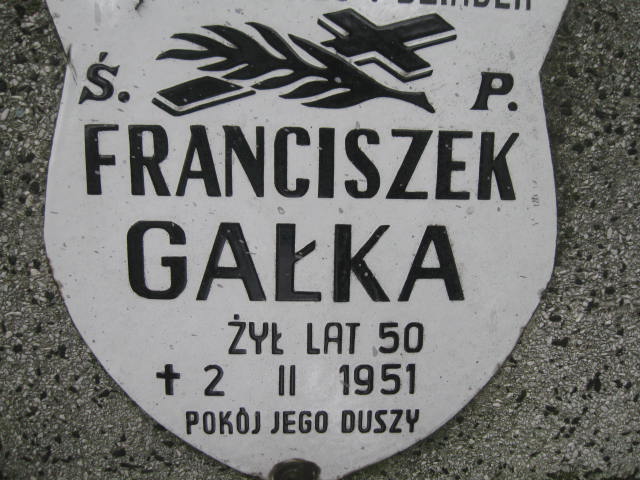 Ś. P.
FRANCISZEK
GAŁKA
ŻYŁ LAT 50
✝ 2 II 1951
POKÓJ JEGO DUSZY